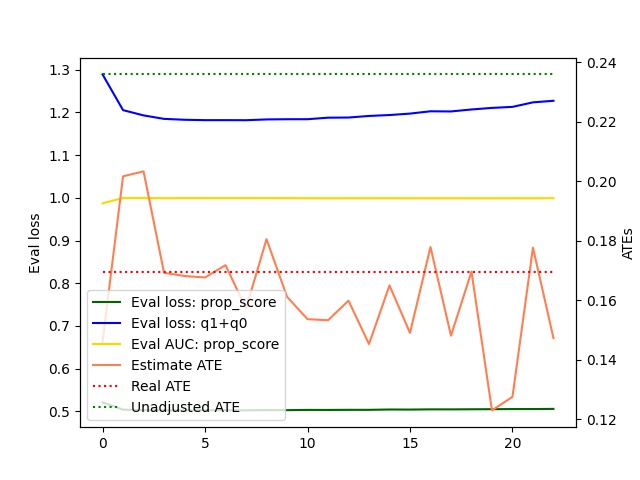 1.3
1.2
1.1
1.0
0.9
0.8
0.7
0.6
0.5
Eval loss
0.24
0.22
0.20
0.18
0.16
0.14
0.12
ATEs
Eval loss: prop_score
Eval loss: q1+q0
Eval AUC: prop_score
Estimate ATE
Real ATE
Unadjusted ATE
0
5
10
15
20